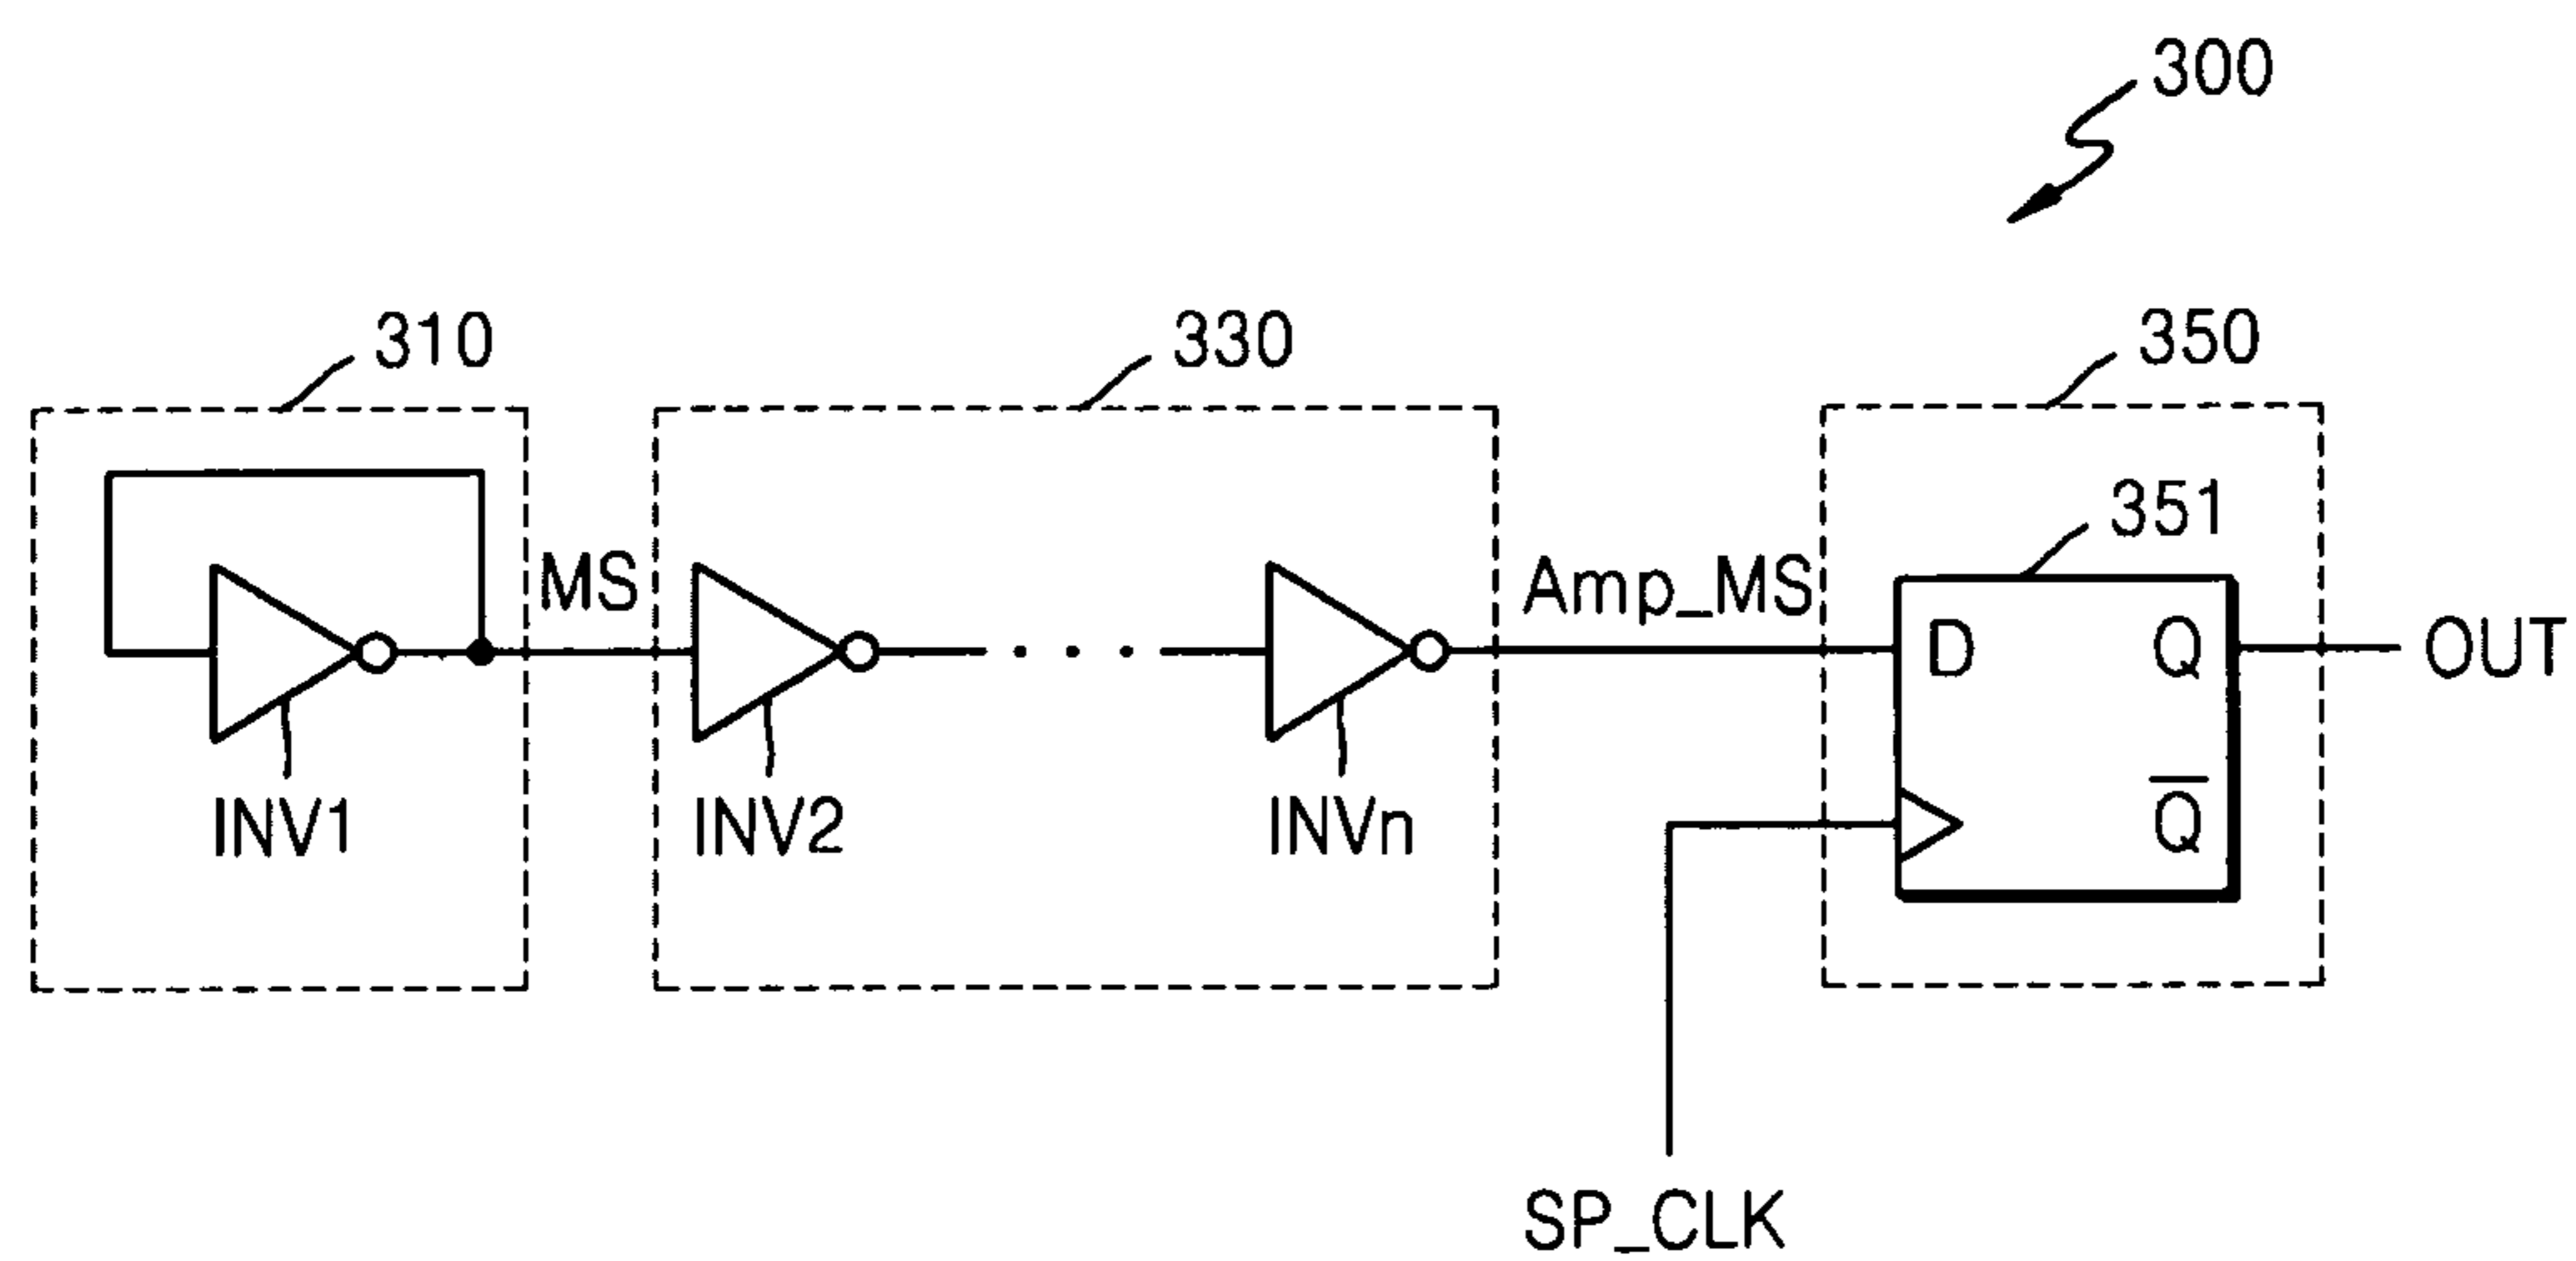 300
310
330
350
351
MS
Amp_MS
D
Q
OUT
INV1
INV2
INVn
Q̅
SP_CLK